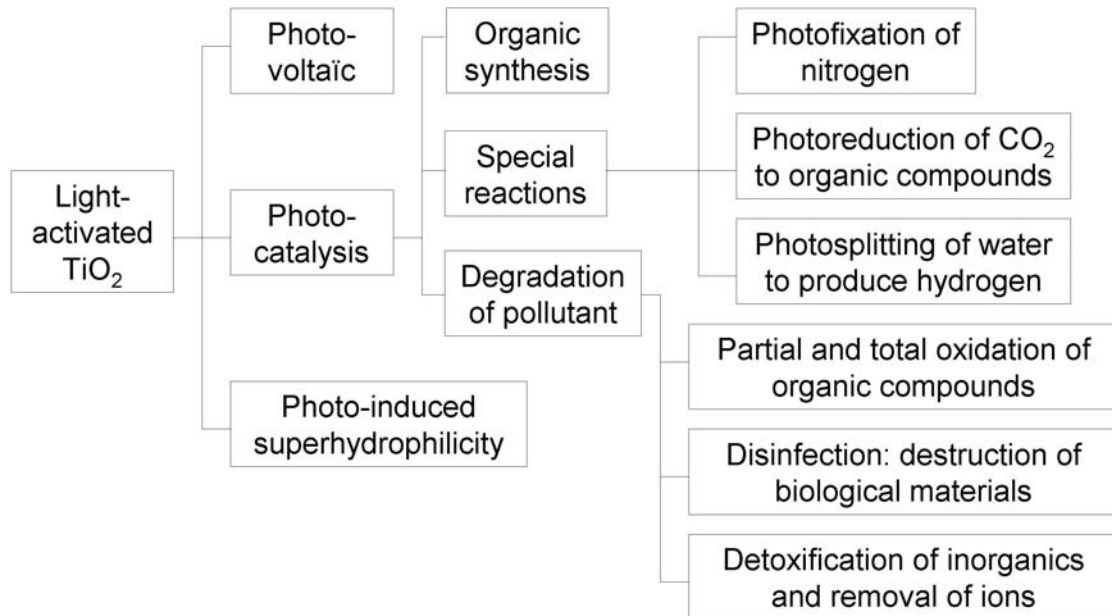 Light-
activated
TiO₂
Photo-
voltaïc
Photo-
catalysis
Photo-induced
superhydrophilicity
Organic
synthesis
Special
reactions
Degradation
of pollutant
Photofixation of
nitrogen
Photoreduction of CO₂
to organic compounds
Photosplitting of water
to produce hydrogen
Partial and total oxidation of
organic compounds
Disinfection: destruction of
biological materials
Detoxification of inorganics
and removal of ions